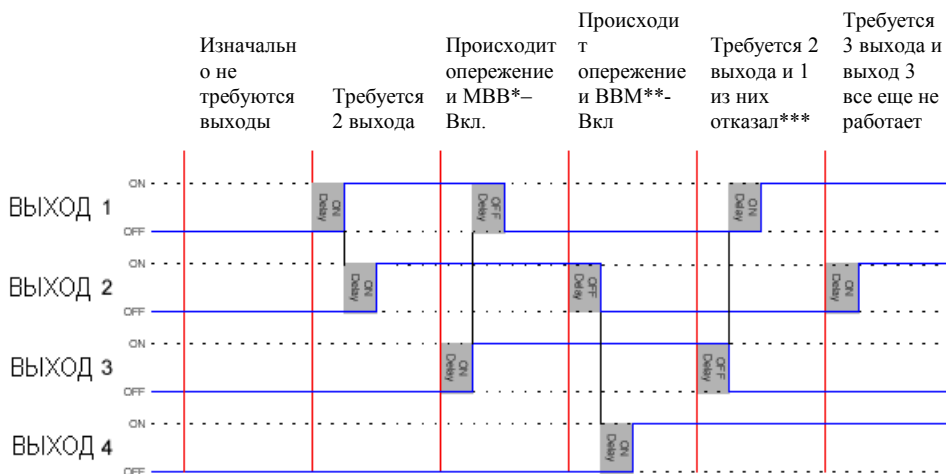 Изначальн
о не
требуются
выходы
Требуется
2 выхода
Происходит
опережение
и МВВ*–
Вкл.
Происходи
т
опережение
и ВВМ**-
Вкл
Требуется 2
выхода и 1
из них
отказал***
Требуется
3 выхода и
выход 3
все еще не
работает
ON
ВЫХОД 1
OFF
ON
Delay
OFF
Delay
ON
Delay
ON
ВЫХОД 2
OFF
ON
Delay
OFF
Delay
ON
Delay
ON
ВЫХОД 3
OFF
ON
Delay
OFF
Delay
ON
ВЫХОД 4
OFF
ON
Delay